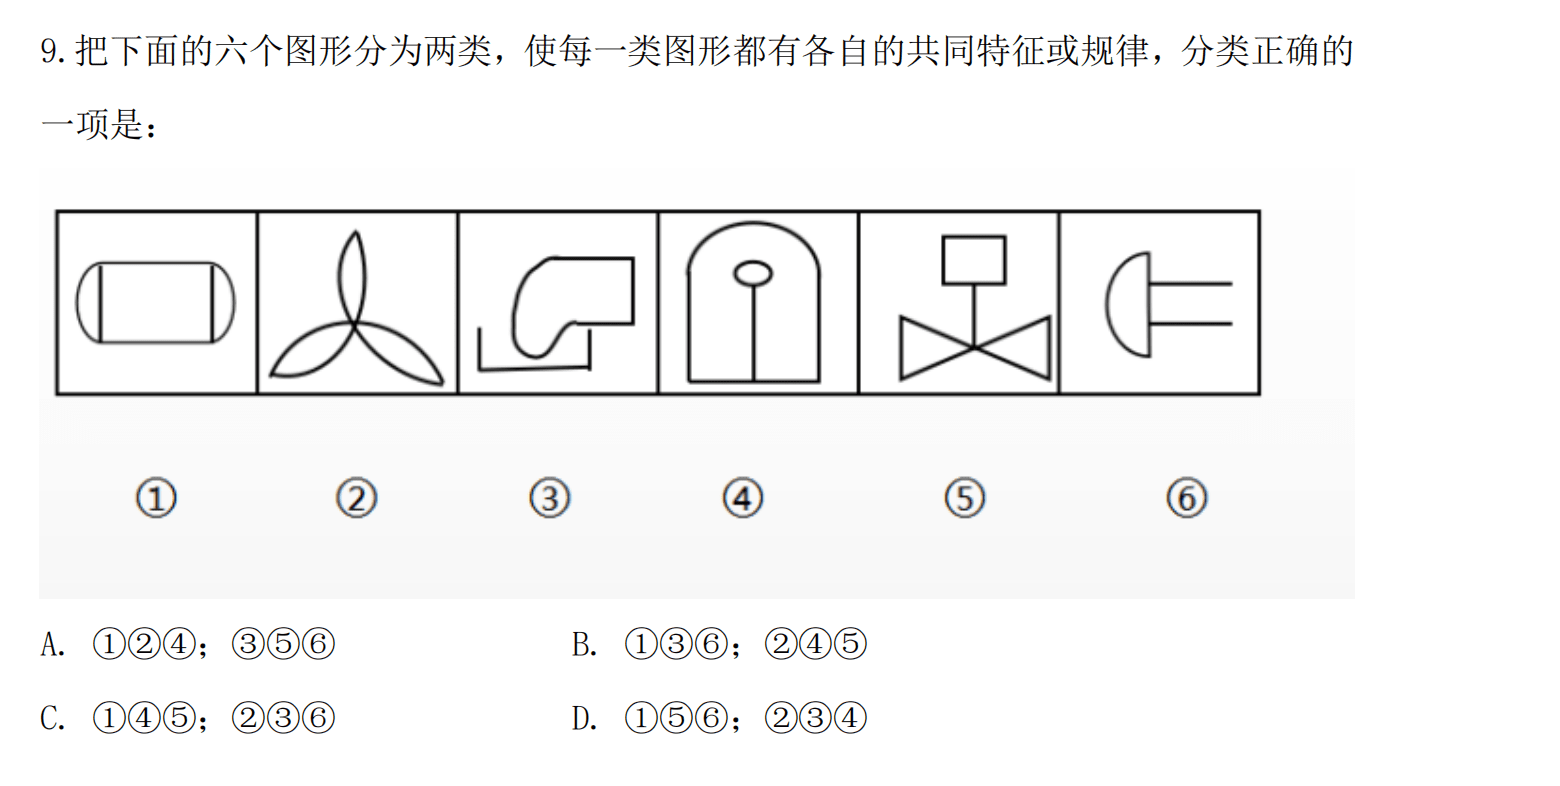 9.把下面的六个图形分为两类，使每一类图形都有各自的共同特征或规律，分类正确的
一项是：
① ② ③ ④ ⑤ ⑥
A. ①②④；③⑤⑥ B. ①③⑥；②④⑤
C. ①④⑤；②③⑥ D. ①⑤⑥；②③④